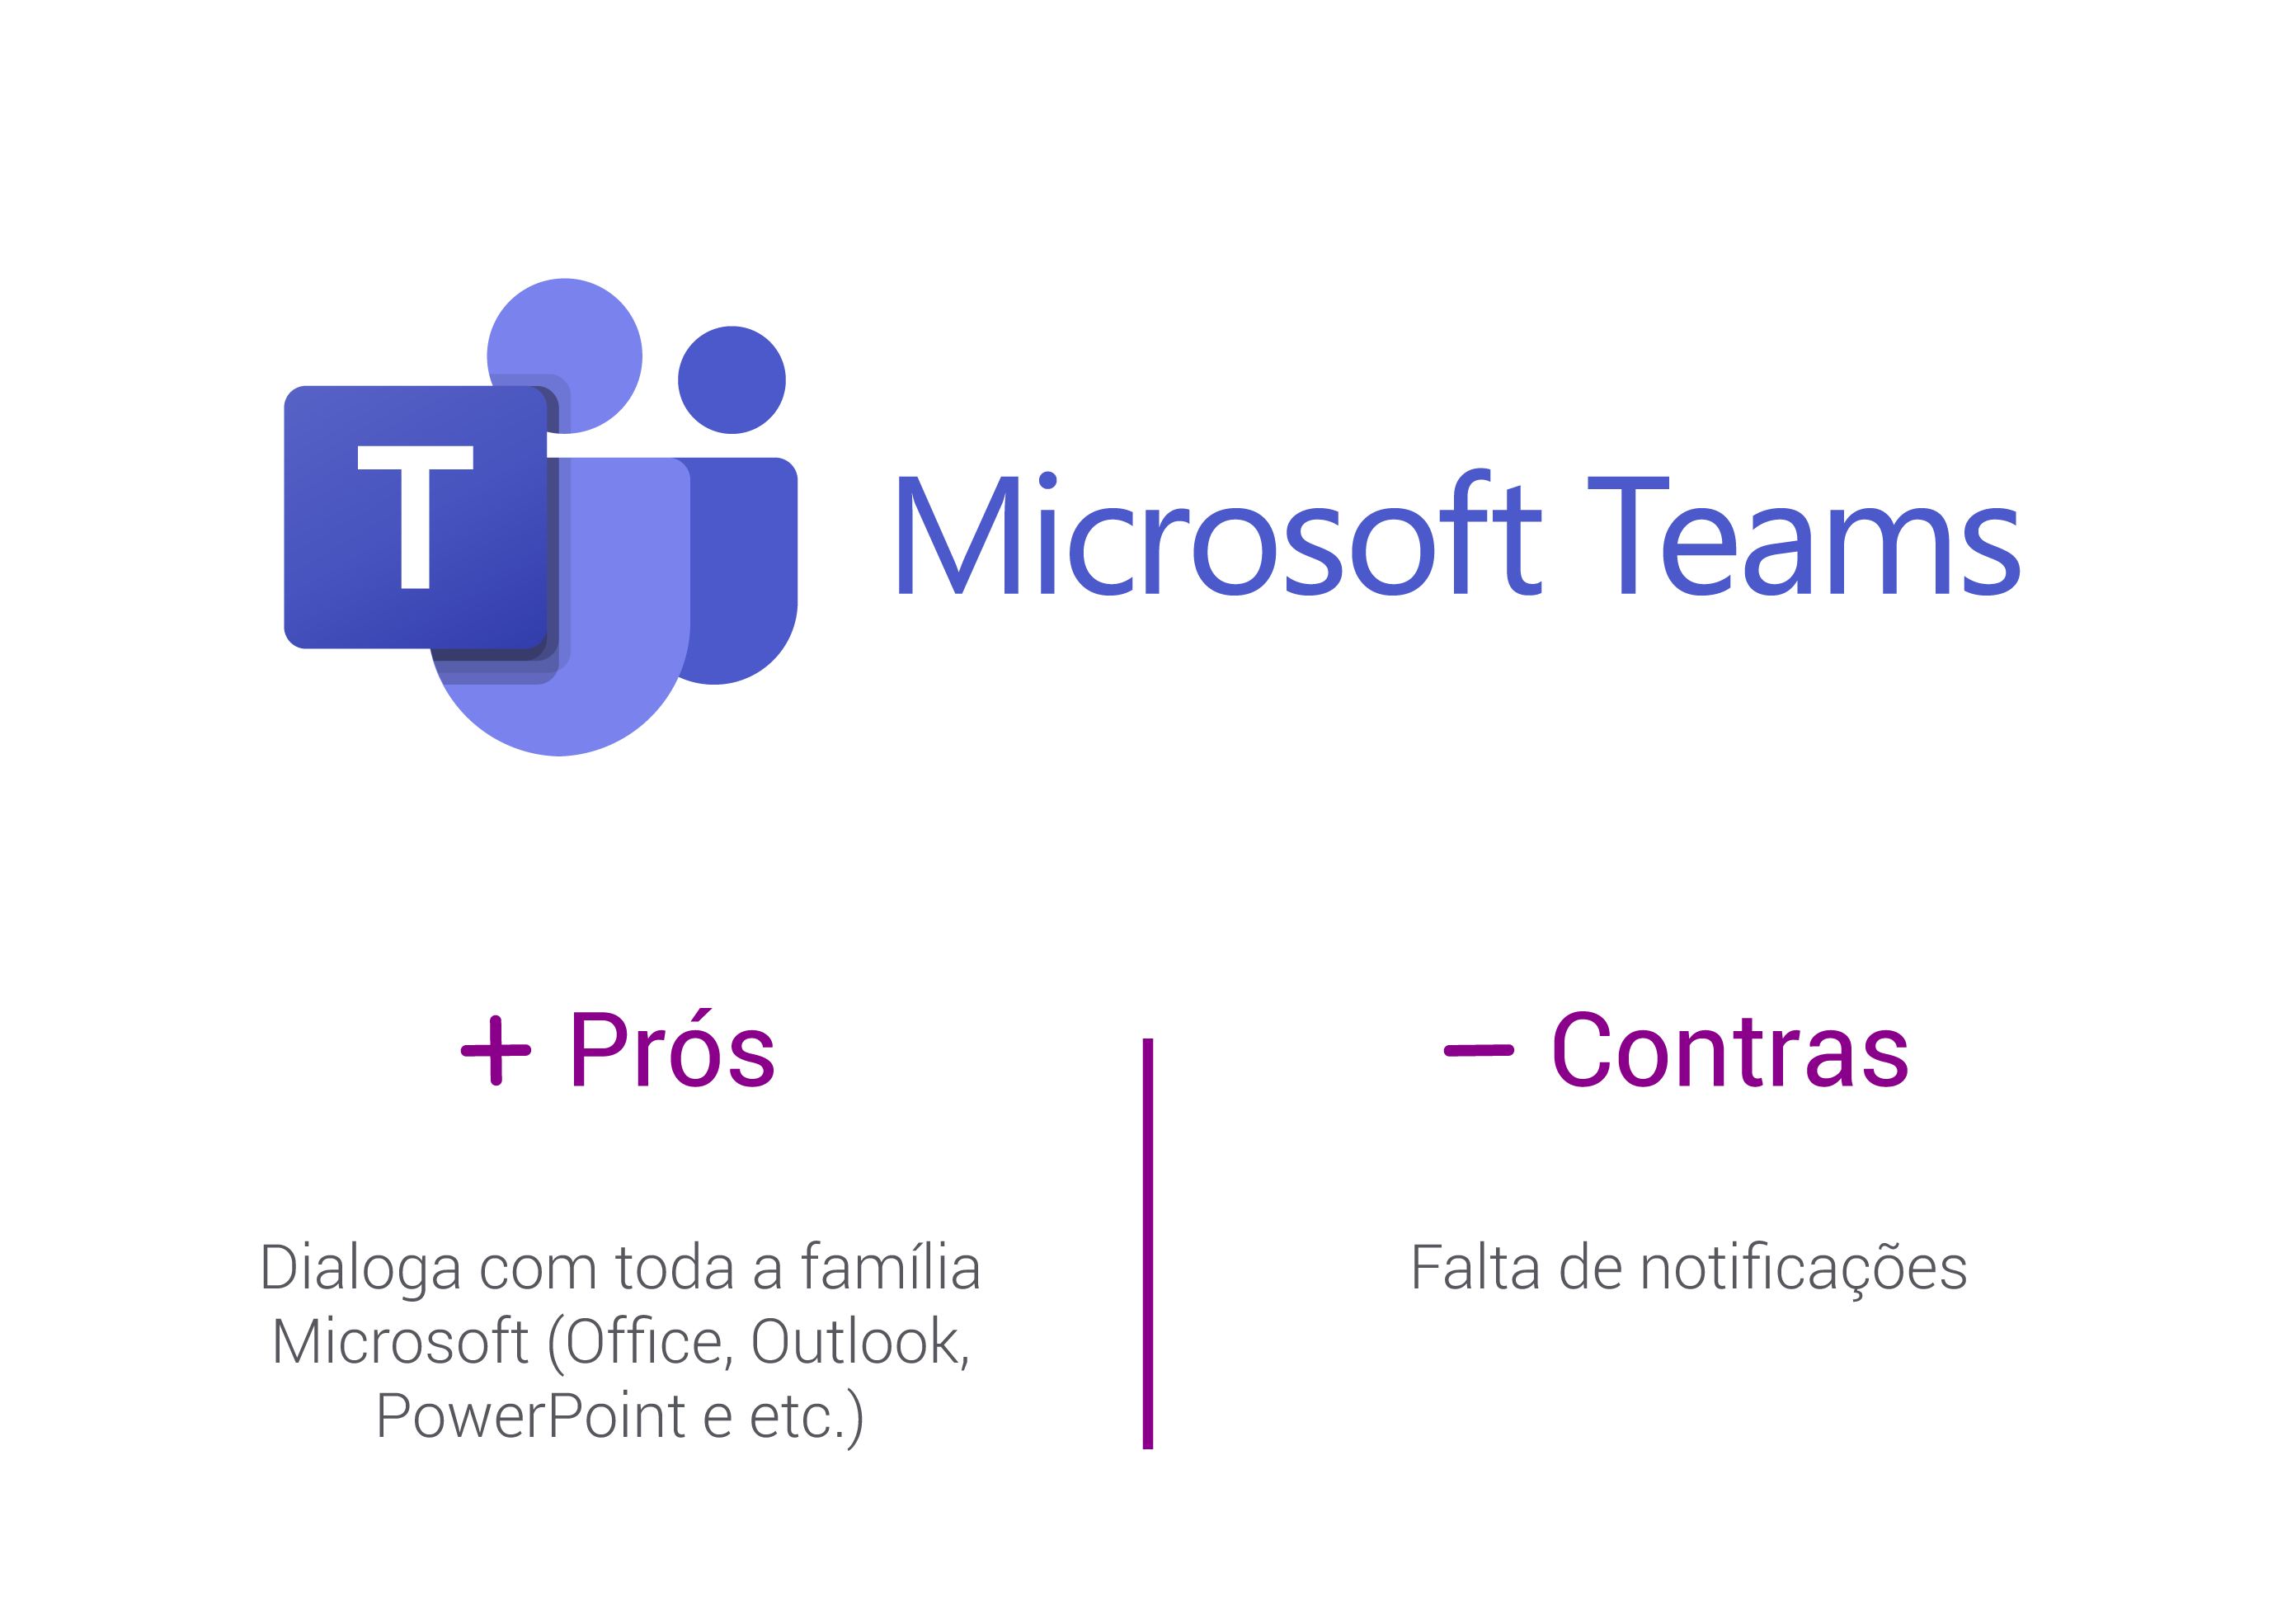 T
Microsoft Teams
+ Prós
Dialoga com toda a família
Microsoft (Office, Outlook,
PowerPoint e etc.)
— Contras
Falta de notificações